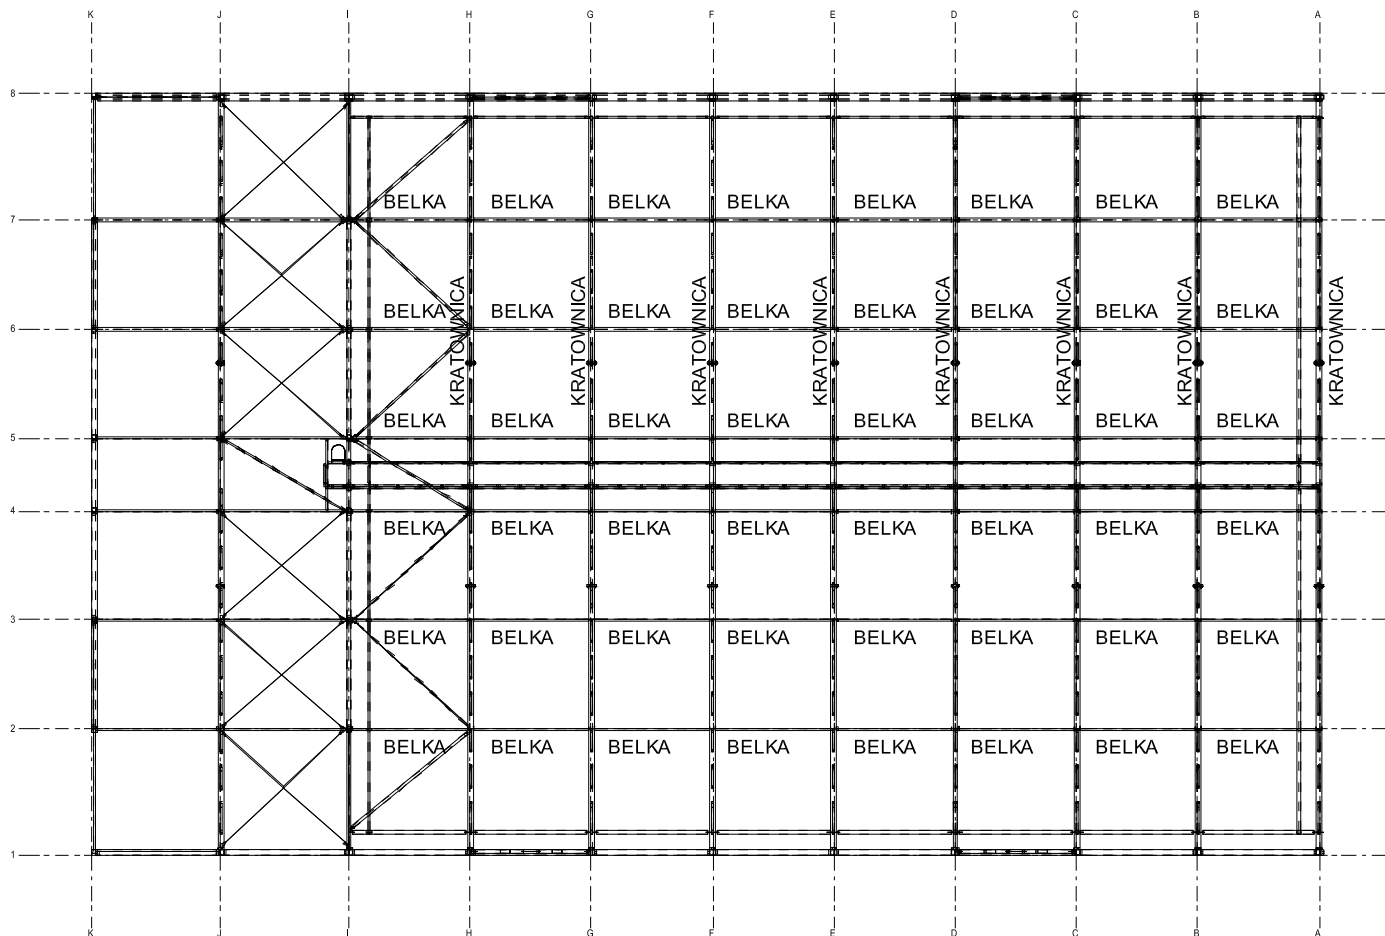 K J I H G F E D C B A
8
BELKA BELKA BELKA BELKA BELKA BELKA BELKA BELKA
7
KRATOWNICA KRATOWNICA KRATOWNICA KRATOWNICA KRATOWNICA KRATOWNICA KRATOWNICA KRATOWNICA
BELKA BELKA BELKA BELKA BELKA BELKA BELKA BELKA
6
BELKA BELKA BELKA BELKA BELKA BELKA BELKA BELKA
5
4
BELKA BELKA BELKA BELKA BELKA BELKA BELKA BELKA
3
BELKA BELKA BELKA BELKA BELKA BELKA BELKA BELKA
2
BELKA BELKA BELKA BELKA BELKA BELKA BELKA BELKA
1
K J I H G F E D C B A